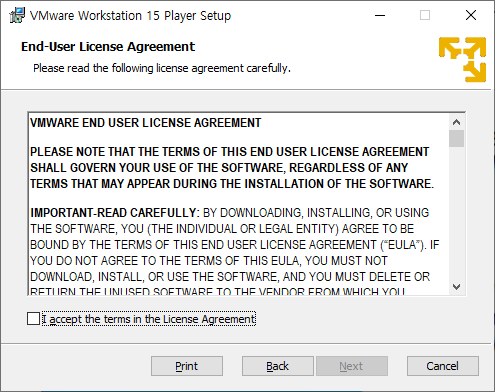 VMware Workstation 15 Player Setup
End-User License Agreement
Please read the following license agreement carefully.
VMWARE END USER LICENSE AGREEMENT
PLEASE NOTE THAT THE TERMS OF THIS END USER LICENSE AGREEMENT
SHALL GOVERN YOUR USE OF THE SOFTWARE, REGARDLESS OF ANY
TERMS THAT MAY APPEAR DURING THE INSTALLATION OF THE SOFTWARE.
IMPORTANT-READ CAREFULLY: BY DOWNLOADING, INSTALLING, OR USING
THE SOFTWARE, YOU (THE INDIVIDUAL OR LEGAL ENTITY) AGREE TO BE
BOUND BY THE TERMS OF THIS END USER LICENSE AGREEMENT (“EULA”). IF
YOU DO NOT AGREE TO THE TERMS OF THIS EULA, YOU MUST NOT
DOWNLOAD, INSTALL, OR USE THE SOFTWARE, AND YOU MUST DELETE OR
RETURN THE UNUSED SOFTWARE TO THE VENDOR FROM WHICH YOU
I accept the terms in the License Agreement
Print
Back
Next
Cancel